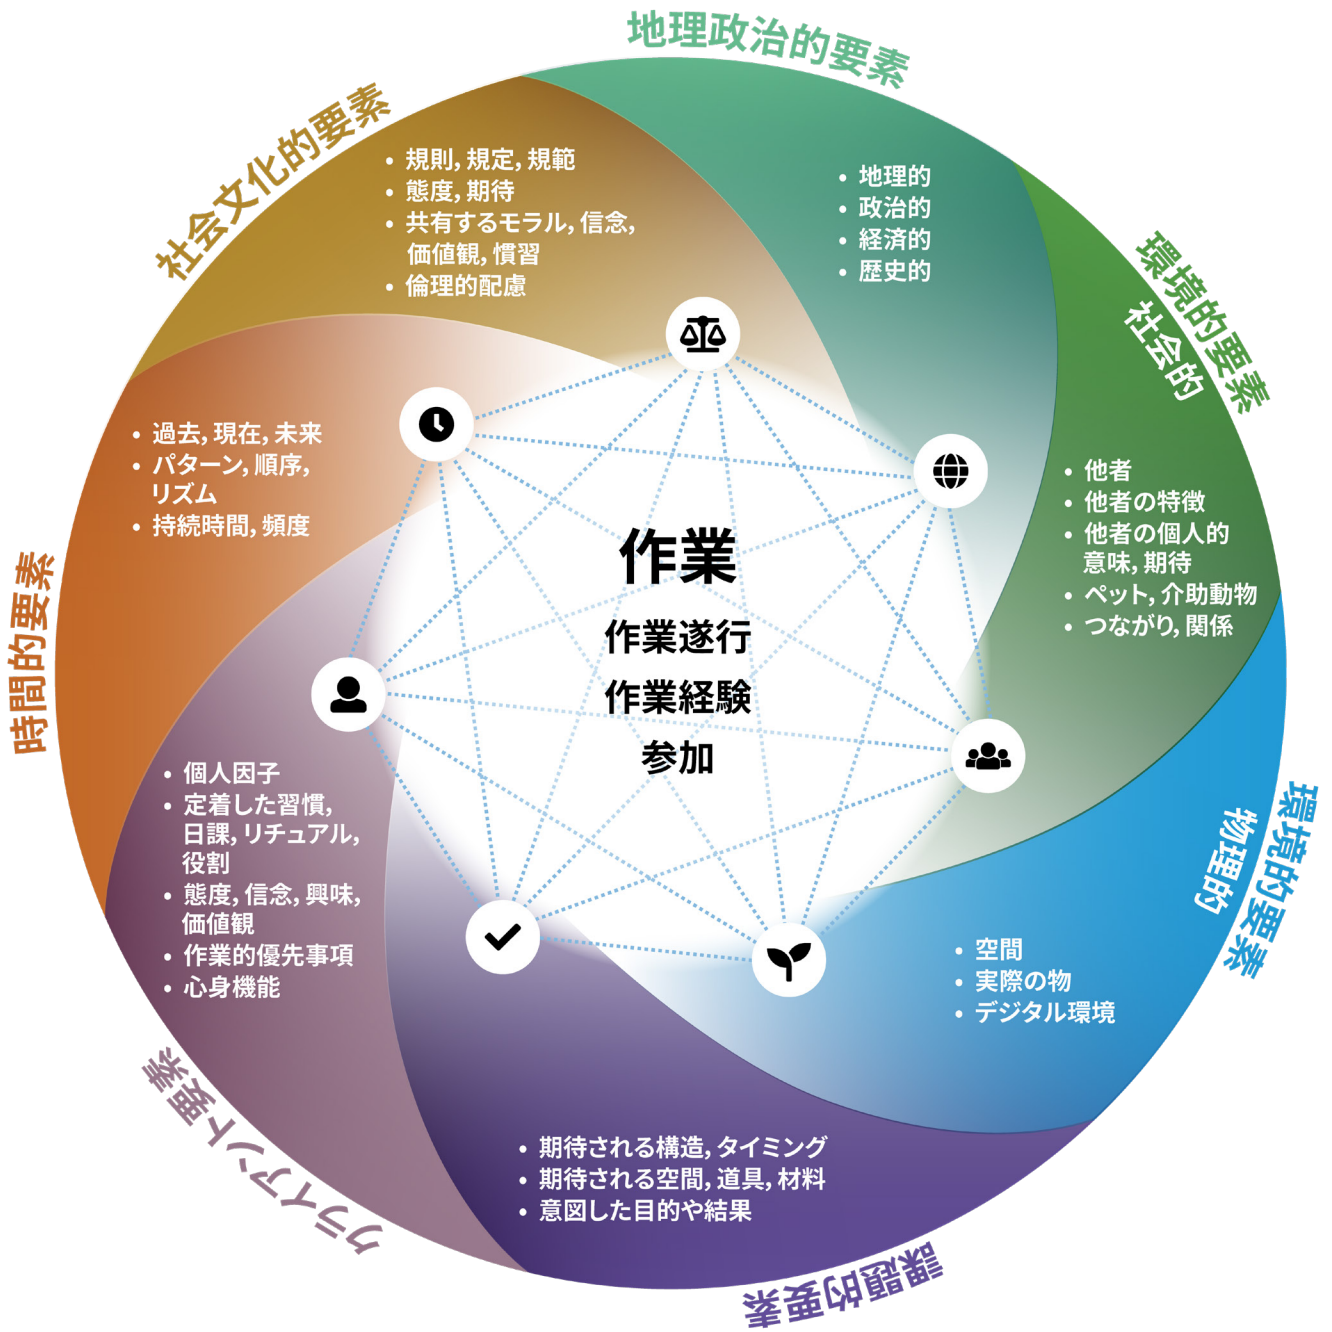 地理政治的要素
• 地理的
• 政治的
• 経済的
• 歴史的
環境的要素
社会的
• 他者
• 他者の特徴
• 他者の個人的
意味, 期待
• ペット, 介助動物
• つながり, 関係
環境的要素
物理的
• 空間
• 実際の物
• デジタル環境
課題的要素
• 期待される構造, タイミング
• 期待される空間, 道具, 材料
• 意図した目的や結果
クライアント要素
• 個人因子
• 定着した習慣,
日課, リチュアル,
役割
• 態度, 信念, 興味,
価値観
• 作業的優先事項
• 心身機能
時間的要素
• 過去, 現在, 未来
• パターン, 順序,
リズム
• 持続時間, 頻度
社会文化的要素
• 規則, 規定, 規範
• 態度, 期待
• 共有するモラル, 信念,
価値観, 慣習
• 倫理的配慮
作業
作業遂行
作業経験
参加